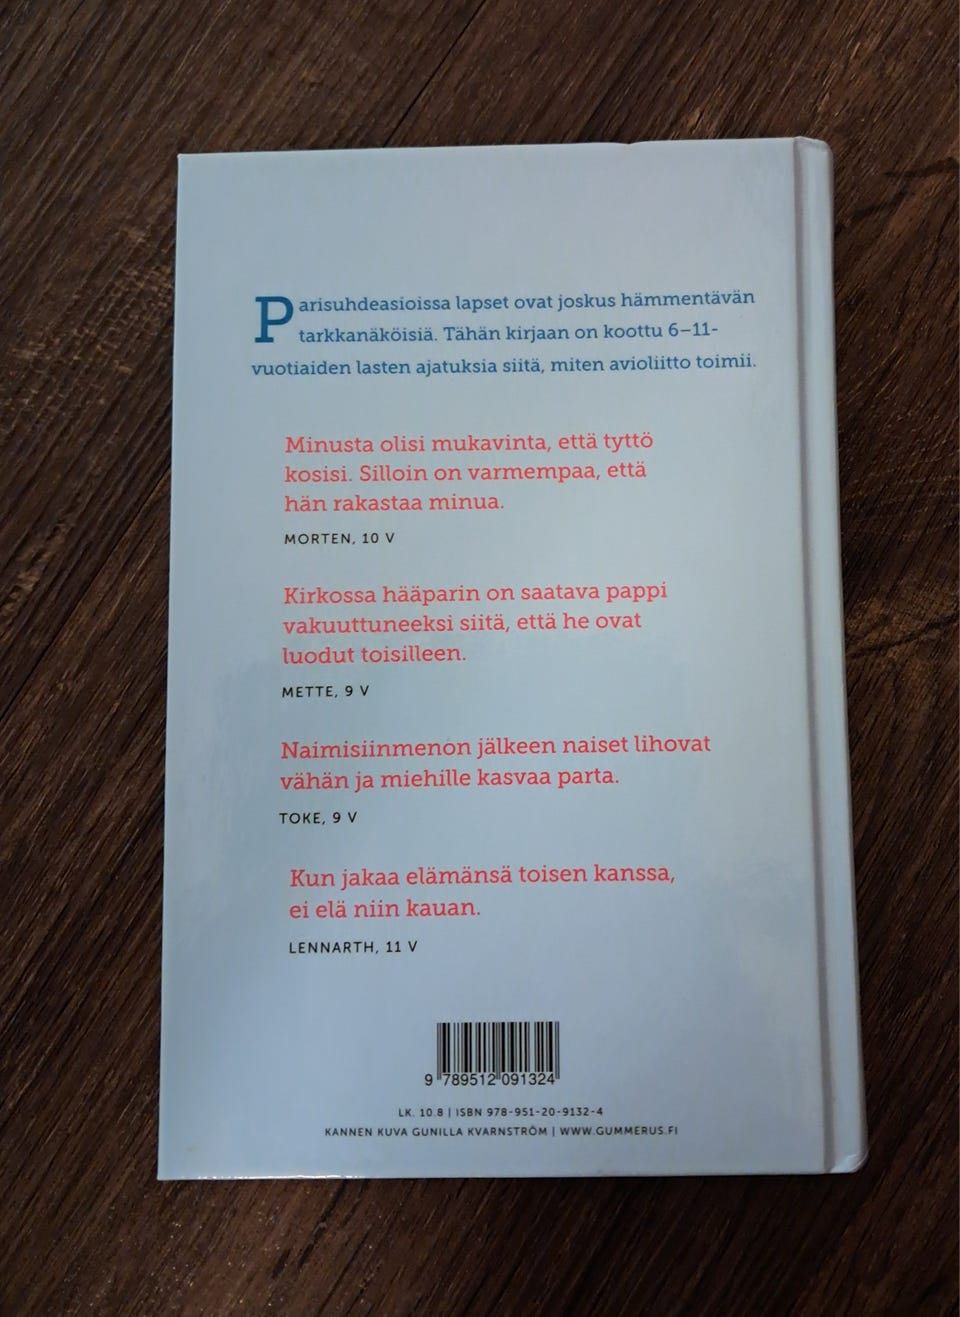 Parisuhdeasioissa lapset ovat joskus hämmentävän
tarkkanäköisiä. Tähän kirjaan on koottu 6–11-
vuotiaiden lasten ajatuksia siitä, miten avioliitto toimii.
Minusta olisi mukavinta, että tyttö
kosisi. Silloin on varmempaa, että
hän rakastaa minua.
MORTEN, 10 V
Kirkossa hääparin on saatava pappi
vakuuttuneeksi siitä, että he ovat
luodut toisilleen.
METTE, 9 V
Naimisiinmenon jälkeen naiset lihovat
vähän ja miehille kasvaa parta.
TOKE, 9 V
Kun jakaa elämänsä toisen kanssa,
ei elä niin kauan.
LENNARTH, 11 V
9 789512 091324
LK. 10.8 | ISBN 978-951-20-9132-4
KANNEN KUVA GUNILLA KVARNSTRÖM | WWW.GUMMERUS.FI